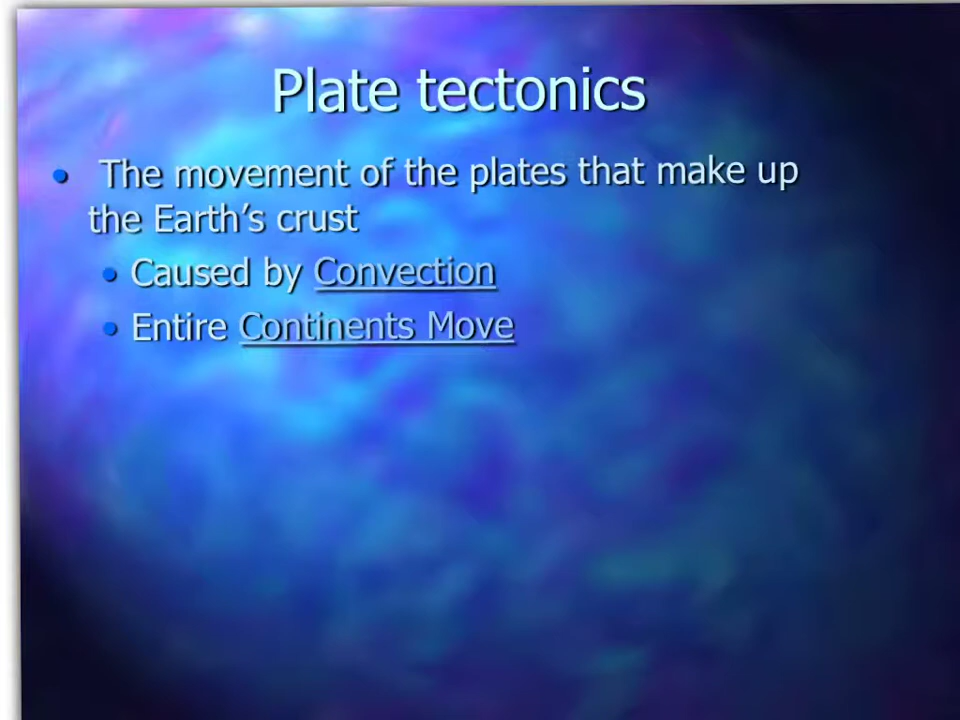 Plate tectonics
• The movement of the plates that make up
the Earth’s crust
• Caused by Convection
• Entire Continents Move